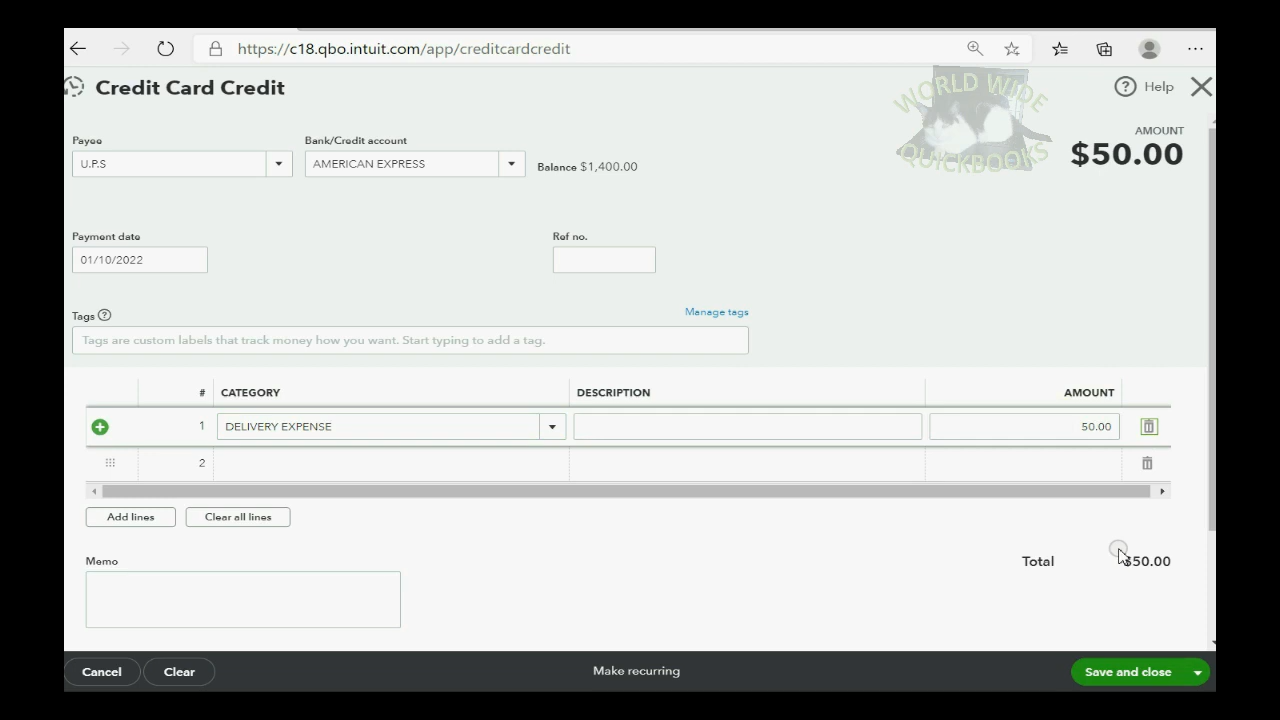 https://c18.qbo.intuit.com/app/creditcardcredit
Credit Card Credit
WORLD WIDE
QUICKBOOKS
Help
Payee
Bank/Credit account
AMOUNT
U.P.S
AMERICAN EXPRESS
Balance $1,400.00
$50.00
Payment date
Ref no.
01/10/2022
Tags
Manage tags
Tags are custom labels that track money how you want. Start typing to add a tag.
# CATEGORY DESCRIPTION AMOUNT
1 DELIVERY EXPENSE 50.00
2
Add lines
Clear all lines
Memo
Total $50.00
Cancel
Clear
Make recurring
Save and close